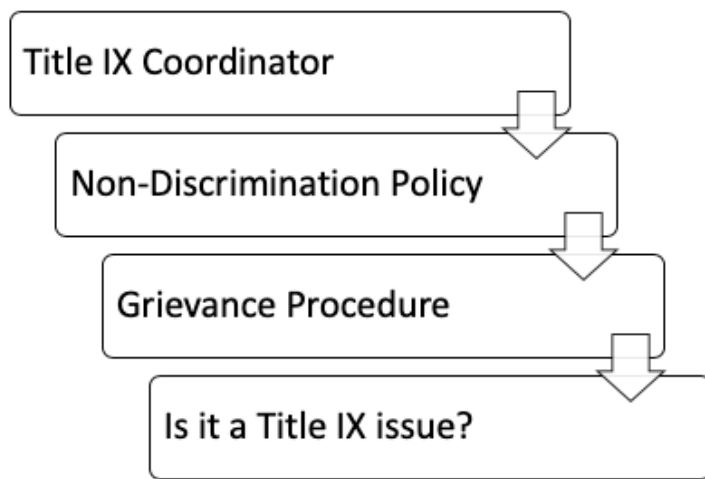 Title IX Coordinator
Non-Discrimination Policy
Grievance Procedure
Is it a Title IX issue?